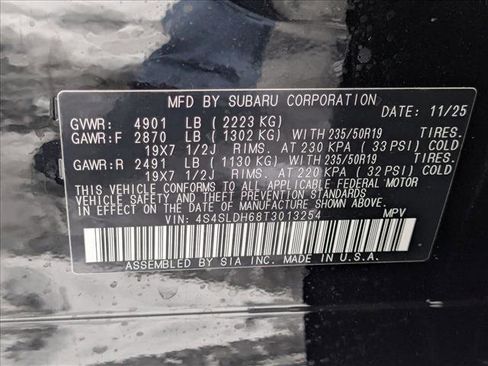 MFD BY SUBARU CORPORATION
DATE: 11/25
GVWR: 4901 LB (2223 KG)
GAWR:F 2870 LB (1302 KG) WITH 235/50R19 TIRES.
19X7 1/2J RIMS. AT 230 KPA (33 PSI) COLD
GAWR:R 2491 LB (1130 KG) WITH 235/50R19 TIRES.
19X7 1/2J RIMS. AT 220 KPA (32 PSI) COLD
THIS VEHICLE CONFORMS TO ALL APPLICABLE FEDERAL MOTOR
VEHICLE SAFETY, BUMPER, AND THEFT PREVENTION STANDARDS
IN EFFECT ON THE DATE OF MANUFACTURE SHOWN ABOVE.
VIN: 4S4SLDH68T3013254 MPV
ASSEMBLED BY SIA INC. MADE IN U.S.A.